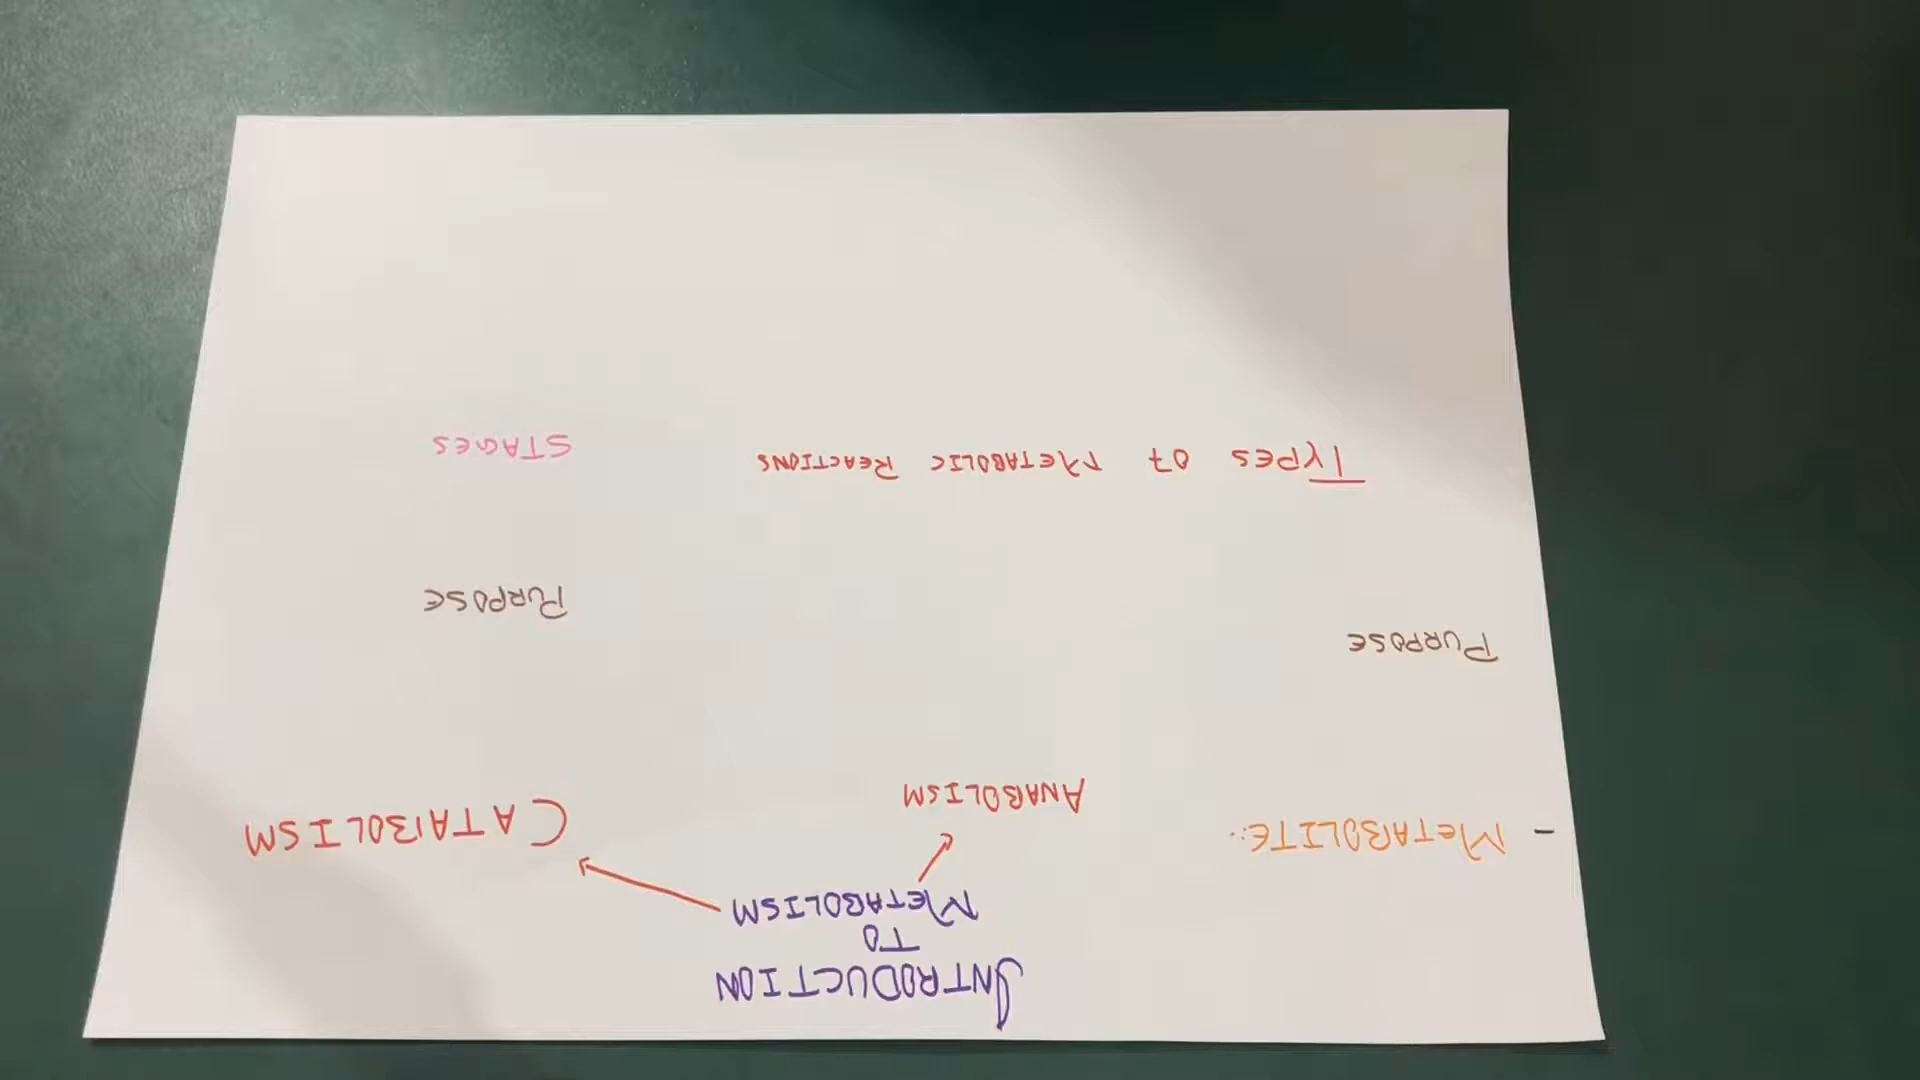 INTRODUCTION
TO
METABOLISM
- METABOLITE:
ANABOLISM
CATABOLISM
PURPOSE
PURPOSE
TYPES OF METABOLIC REACTIONS
STAGES